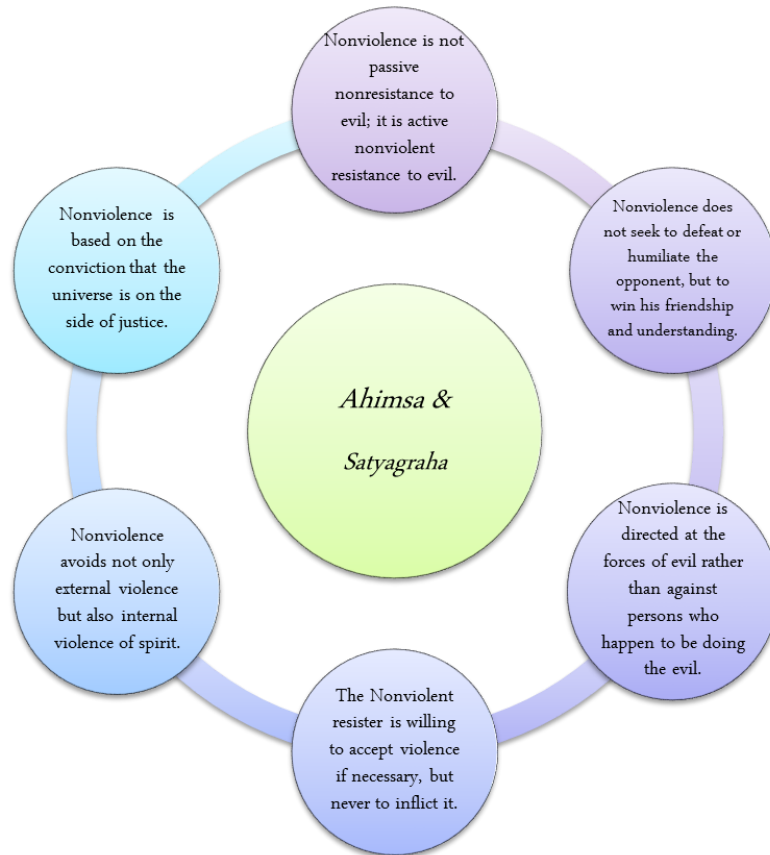 Nonviolence is not
passive
nonresistance to
evil; it is active
nonviolent
resistance to evil.
Nonviolence does
not seek to defeat or
humiliate the
opponent, but to
win his friendship
and understanding.
Nonviolence is
directed at the
forces of evil rather
than against
persons who
happen to be doing
the evil.
The Nonviolent
resister is willing
to accept violence
if necessary, but
never to inflict it.
Nonviolence
avoids not only
external violence
but also internal
violence of spirit.
Nonviolence is
based on the
conviction that the
universe is on the
side of justice.
Ahimsa &
Satyagraha